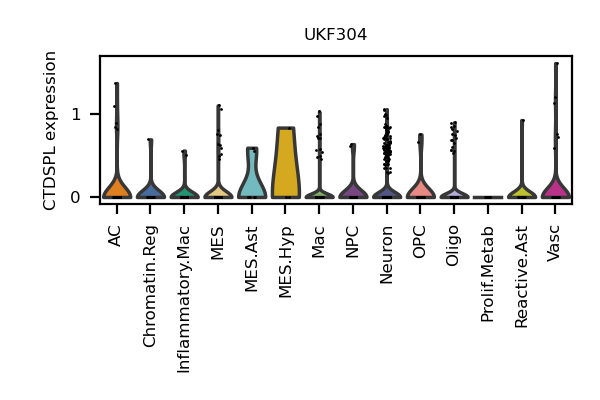 UKF304
CTDSPL expression
1
0
AC
Chromatin.Reg
Inflammatory.Mac
MES
MES.Ast
MES.Hyp
Mac
NPC
Neuron
OPC
Oligo
Prolif.Metab
Reactive.Ast
Vasc